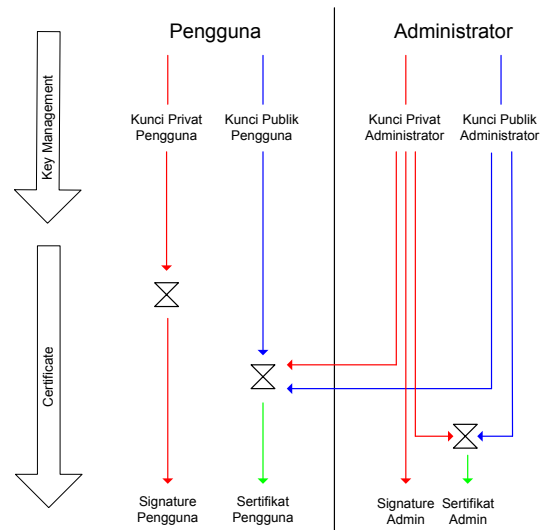 Pengguna
Administrator
Key Management
Kunci Privat
Pengguna
Kunci Publik
Pengguna
Kunci Privat
Administrator
Kunci Publik
Administrator
Certificate
Signature
Pengguna
Sertifikat
Pengguna
Signature
Admin
Sertifikat
Admin